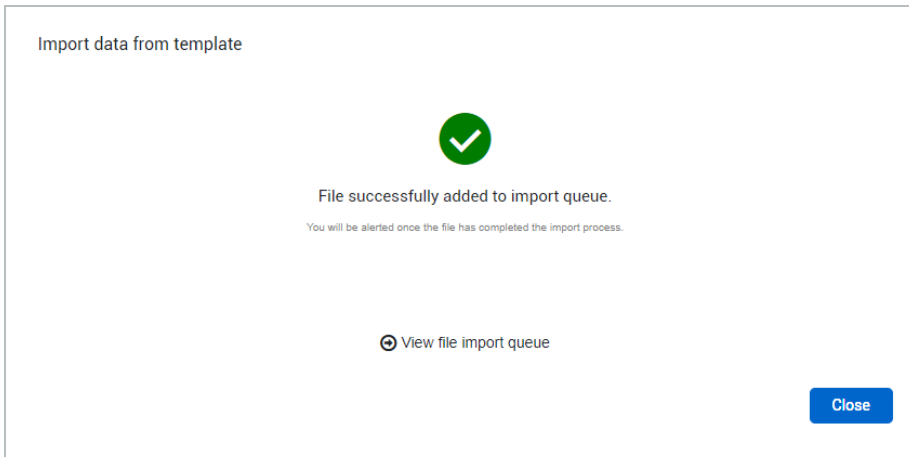 Import data from template
File successfully added to import queue.
You will be alerted once the file has completed the import process.
View file import queue
Close